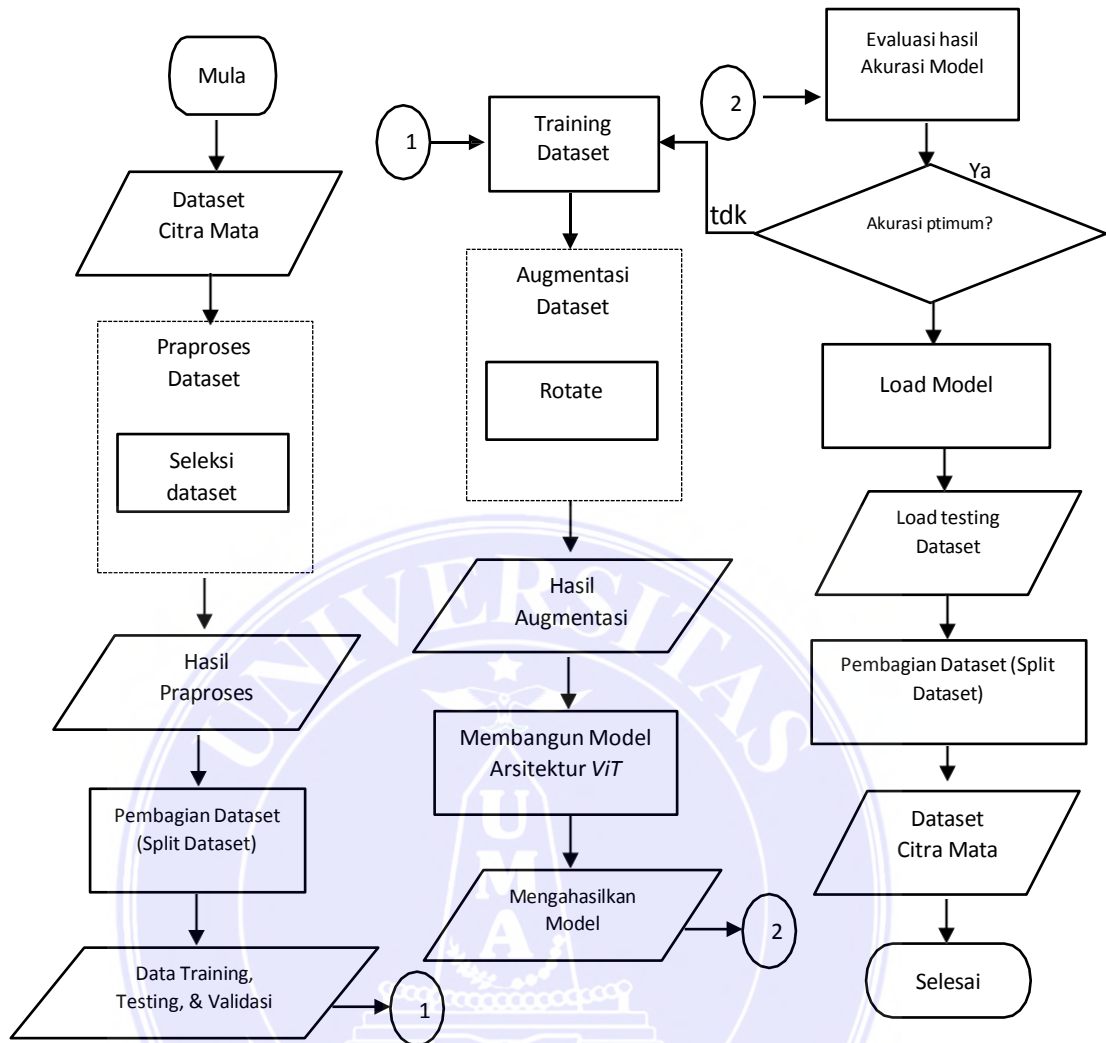 Mula
Dataset
Citra Mata
Praproses
Dataset
Seleksi
dataset
Hasil
Praproses
Pembagian Dataset
(Split Dataset)
Data Training,
Testing, & Validasi
1
1
Training
Dataset
Augmentasi
Dataset
Rotate
Hasil
Augmentasi
Membangun Model
Arsitektur ViT
Mengahasilkan
Model
2
2
Evaluasi hasil
Akurasi Model
Ya
tdk
Akurasi ptimum?
Load Model
Load testing
Dataset
Pembagian Dataset (Split
Dataset)
Dataset
Citra Mata
Selesai
UNIVERSITAS
UMA